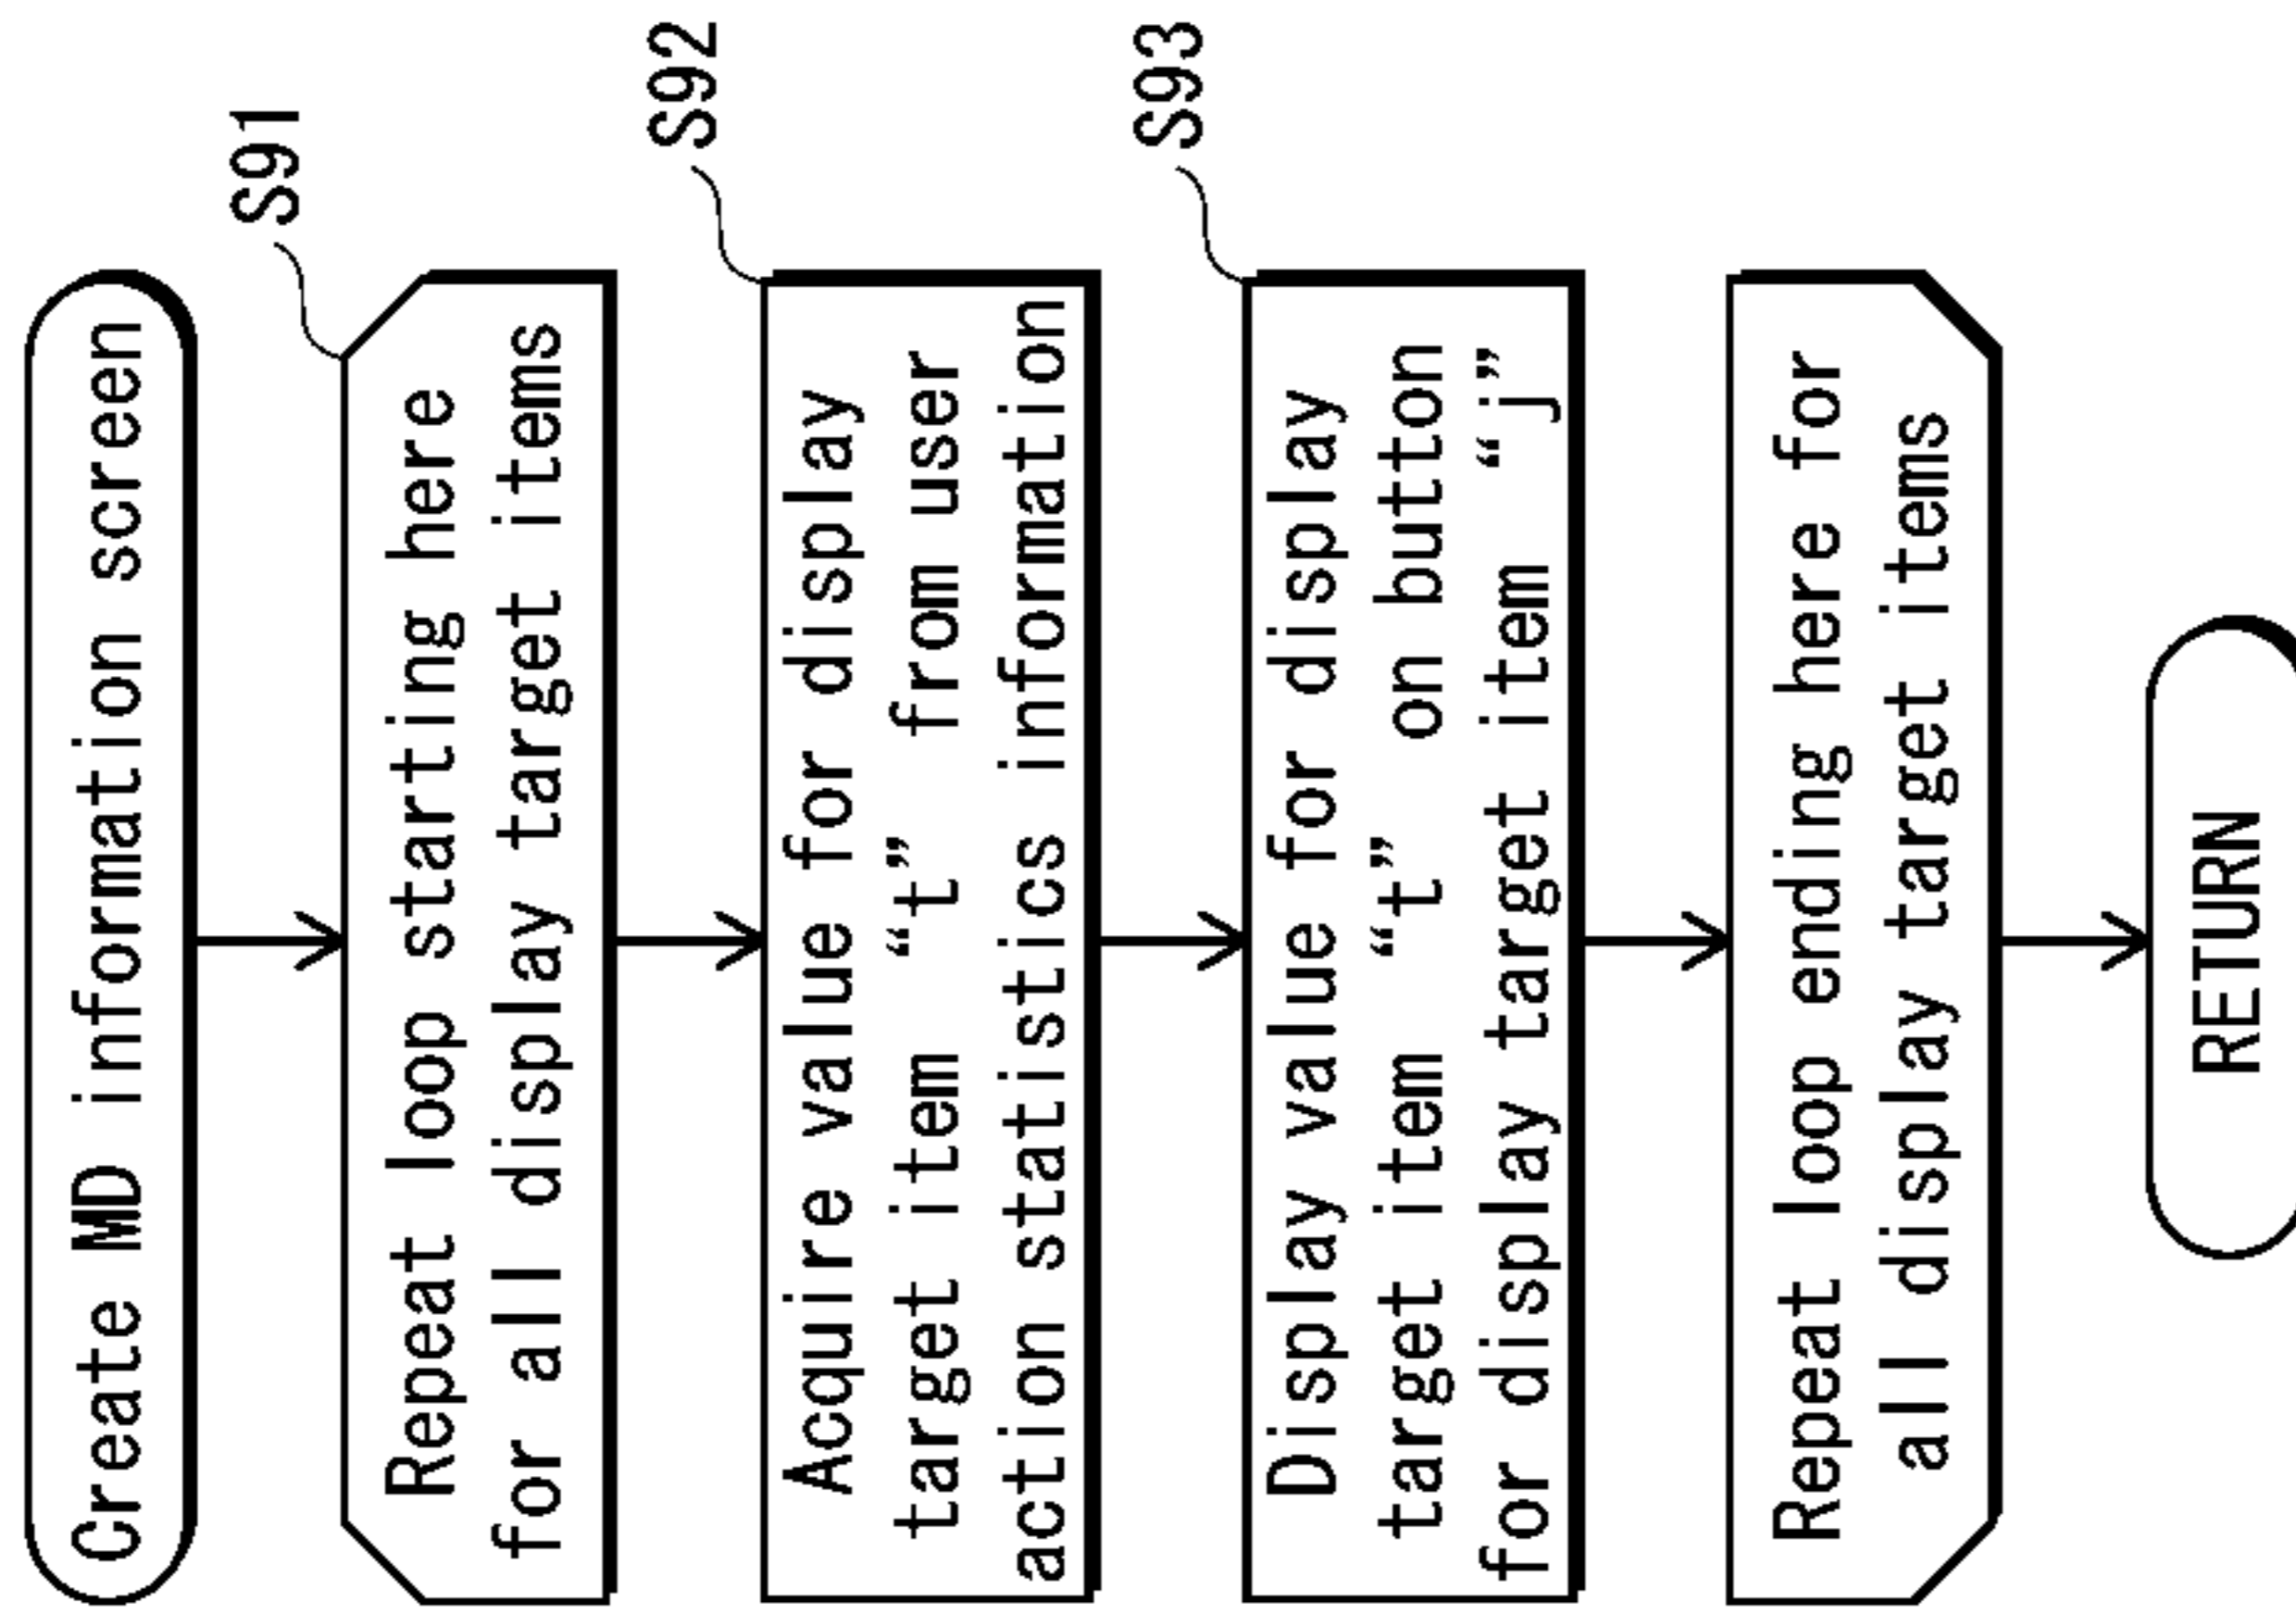 Create MD information screen
S91
Repeat loop starting here
for all display target items
S92
Acquire value for display
target item “t” from user
action statistics information
S93
Display value for display
target item “t” on button
for display target item “j”
Repeat loop ending here for
all display target items
RETURN